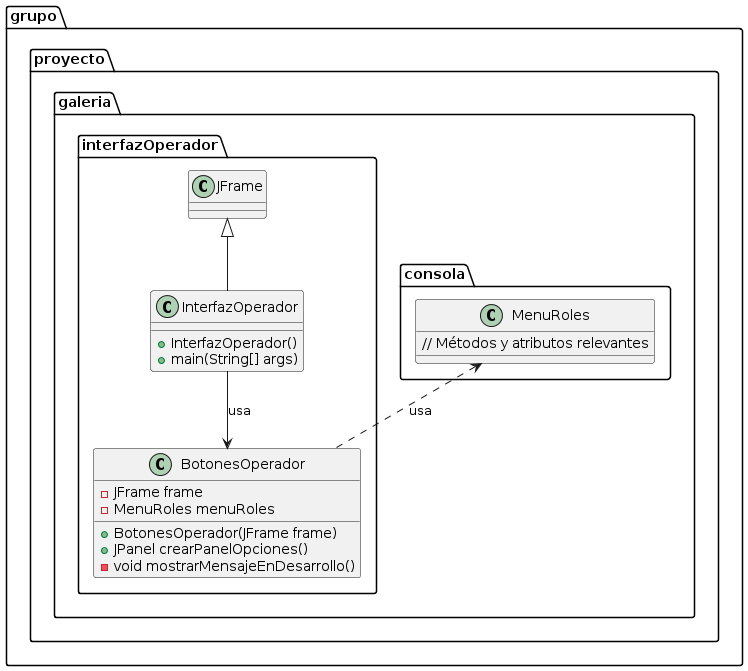 grupo
proyecto
galeria
interfazOperador
C JFrame
consola
C InterfazOperador
InterfazOperador()
main(String[] args)
C MenuRoles
// Métodos y atributos relevantes
usa
usa
C BotonesOperador
JFrame frame
MenuRoles menuRoles
BotonesOperador(JFrame frame)
JPanel crearPanelOpciones()
void mostrarMensajeEnDesarrollo()